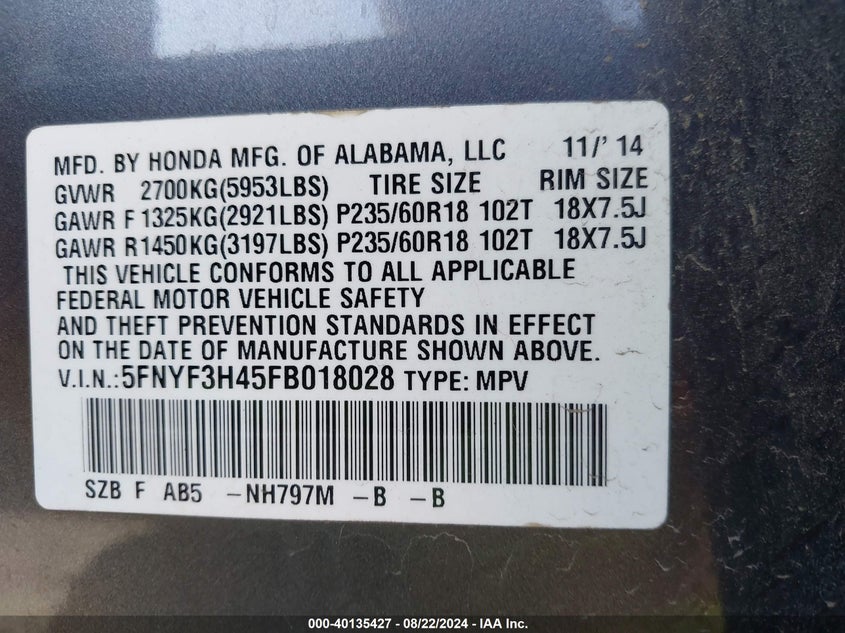 MFD. BY HONDA MFG. OF ALABAMA, LLC 11/' 14
GVWR 2700KG(5953LBS) TIRE SIZE RIM SIZE
GAWR F 1325KG(2921LBS) P235/60R18 102T 18X7.5J
GAWR R1450KG(3197LBS) P235/60R18 102T 18X7.5J
THIS VEHICLE CONFORMS TO ALL APPLICABLE
FEDERAL MOTOR VEHICLE SAFETY
AND THEFT PREVENTION STANDARDS IN EFFECT
ON THE DATE OF MANUFACTURE SHOWN ABOVE.
V.I.N.:5FNYF3H45FB018028 TYPE: MPV
SZB F AB5 -NH797M -B -B
000-40135427 - 08/22/2024 - IAA Inc.